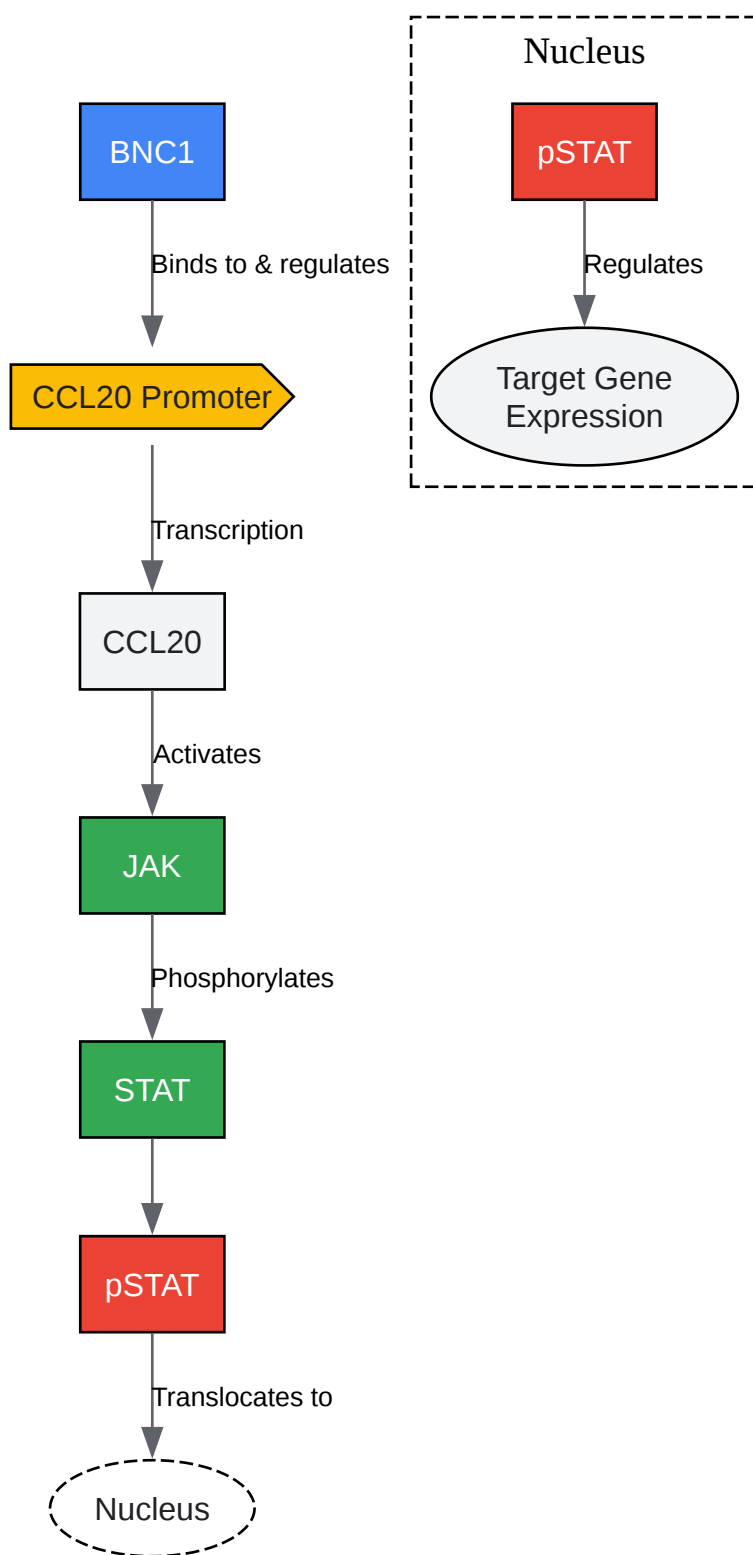 BNC1
Binds to & regulates
CCL20 Promoter
Transcription
CCL20
Activates
JAK
Phosphorylates
STAT
pSTAT
Translocates to
Nucleus
Nucleus
pSTAT
Regulates
Target Gene
Expression